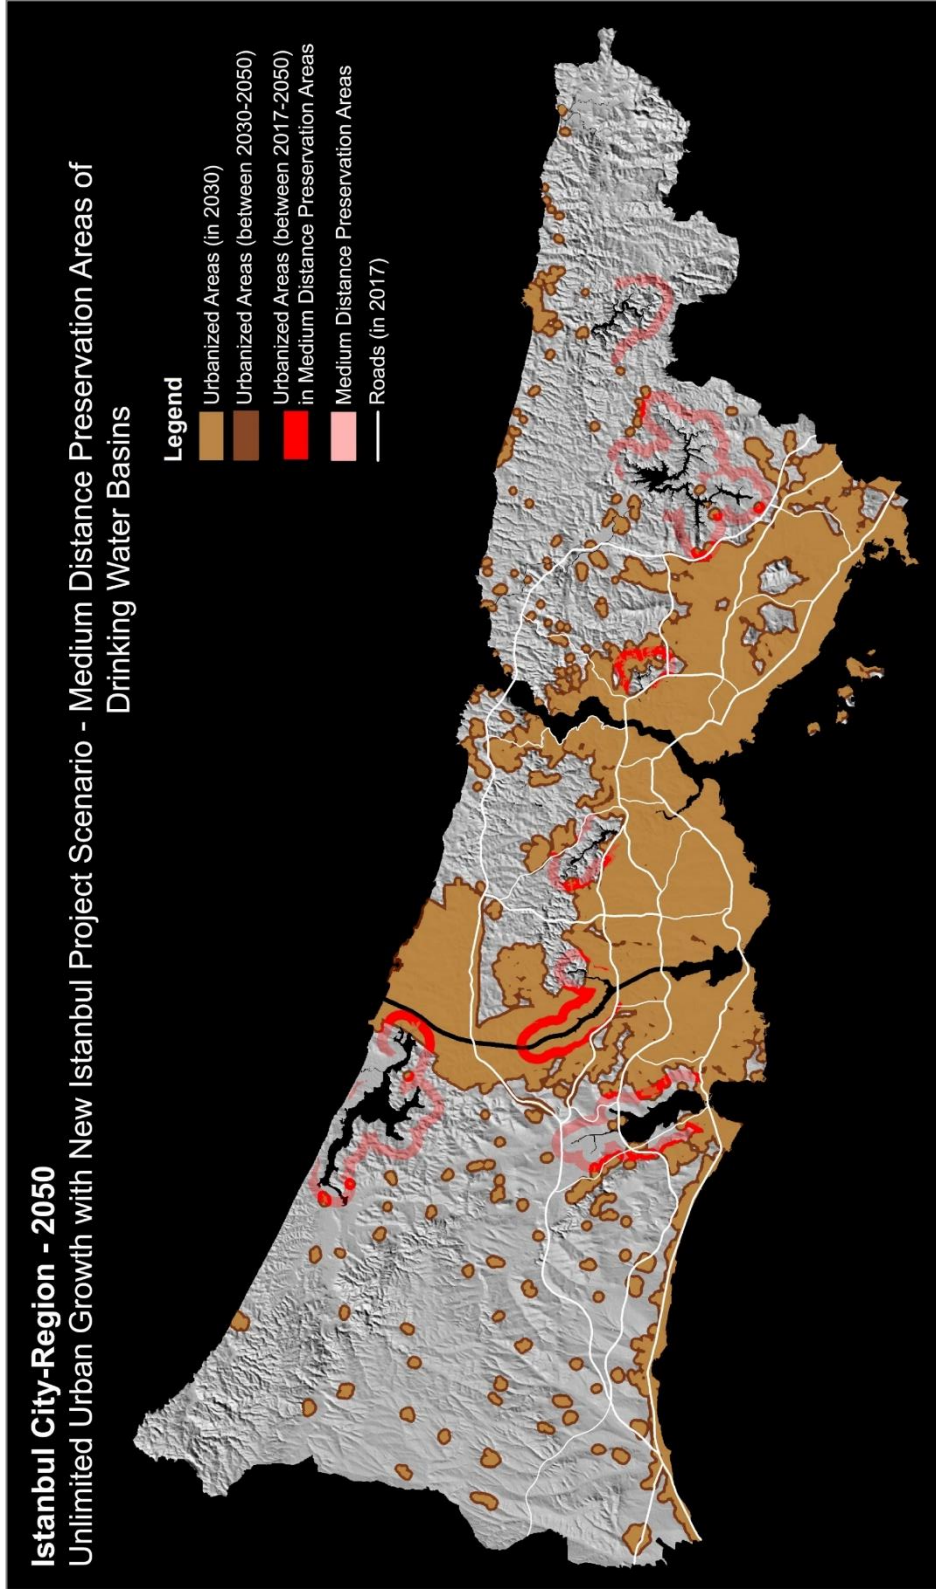 Istanbul City-Region - 2050
Unlimited Urban Growth with New Istanbul Project Scenario - Medium Distance Preservation Areas of
Drinking Water Basins
Legend
Urbanized Areas (in 2030)
Urbanized Areas (between 2030-2050)
Urbanized Areas (between 2017-2050)
in Medium Distance Preservation Areas
Medium Distance Preservation Areas
Roads (in 2017)